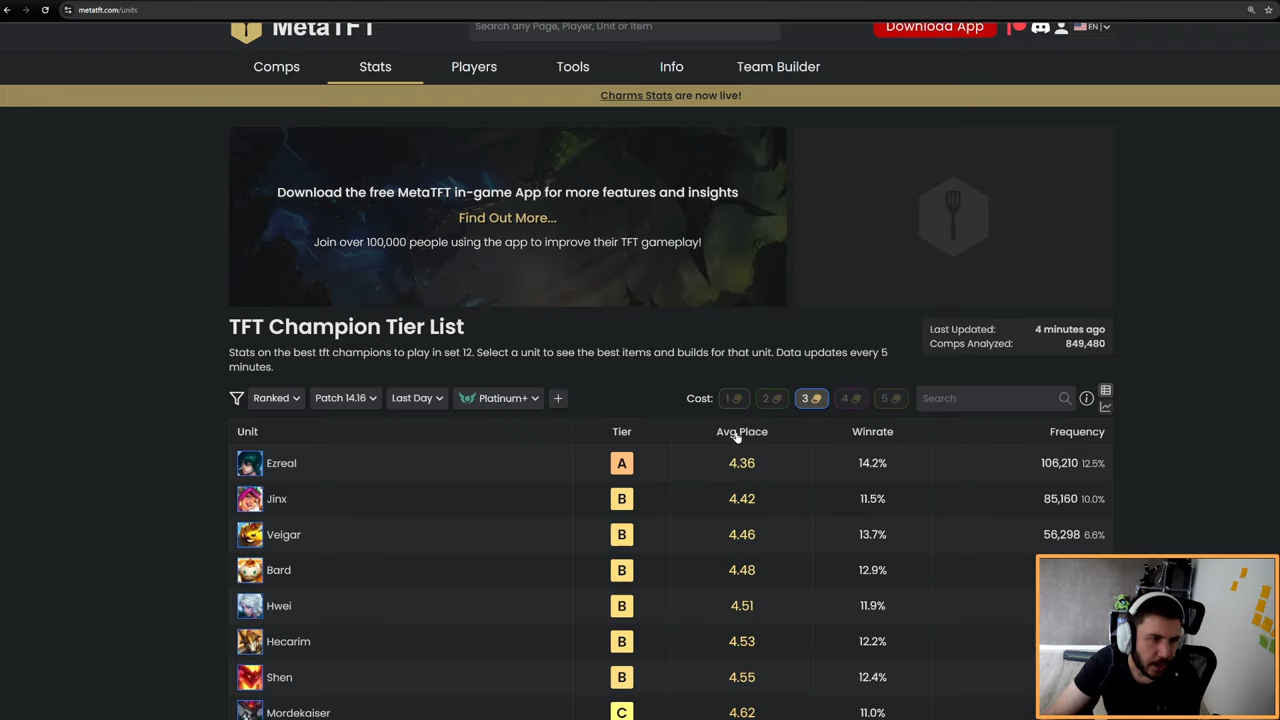 metatft.com/units
MetaTFT
Search any Page, Player, Unit or Item
Download App
EN
Comps
Stats
Players
Tools
Info
Team Builder
Charms Stats are now live!
Download the free MetaTFT in-game App for more features and insights
Find Out More...
Join over 100,000 people using the app to improve their TFT gameplay!
TFT Champion Tier List
Last Updated: 4 minutes ago
Comps Analyzed: 849,480
Stats on the best tft champions to play in set 12. Select a unit to see the best items and builds for that unit. Data updates every 5
minutes.
Ranked Patch 14.16 Last Day Platinum+ + Cost: 1 2 3 4 5 Search
Unit Tier Avg Place Winrate Frequency
Ezreal A 4.36 14.2% 106,210 12.5%
Jinx B 4.42 11.5% 85,160 10.0%
Veigar B 4.46 13.7% 56,298 6.6%
Bard B 4.48 12.9%
Hwei B 4.51 11.9%
Hecarim B 4.53 12.2%
Shen B 4.55 12.4%
Mordekaiser C 4.62 11.0%